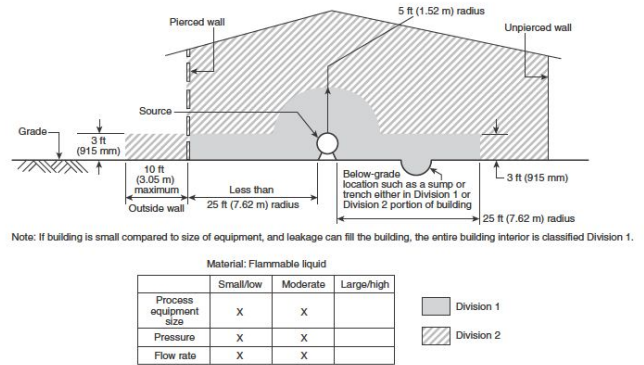 5 ft (1.52 m) radius
Pierced wall
Unpierced wall
Source
Grade
3 ft
(915 mm)
10 ft
(3.05 m)
maximum
Outside wall
Less than
25 ft (7.62 m) radius
Below-grade
location such as a sump or
trench either in Division 1 or
Division 2 portion of building
3 ft (915 mm)
25 ft (7.62 m) radius
Note: If building is small compared to size of equipment, and leakage can fill the building, the entire building interior is classified Division 1.
Material: Flammable liquid
Small/low Moderate Large/high
Process
equipment
size X X
Pressure X X
Flow rate X X
Division 1
Division 2